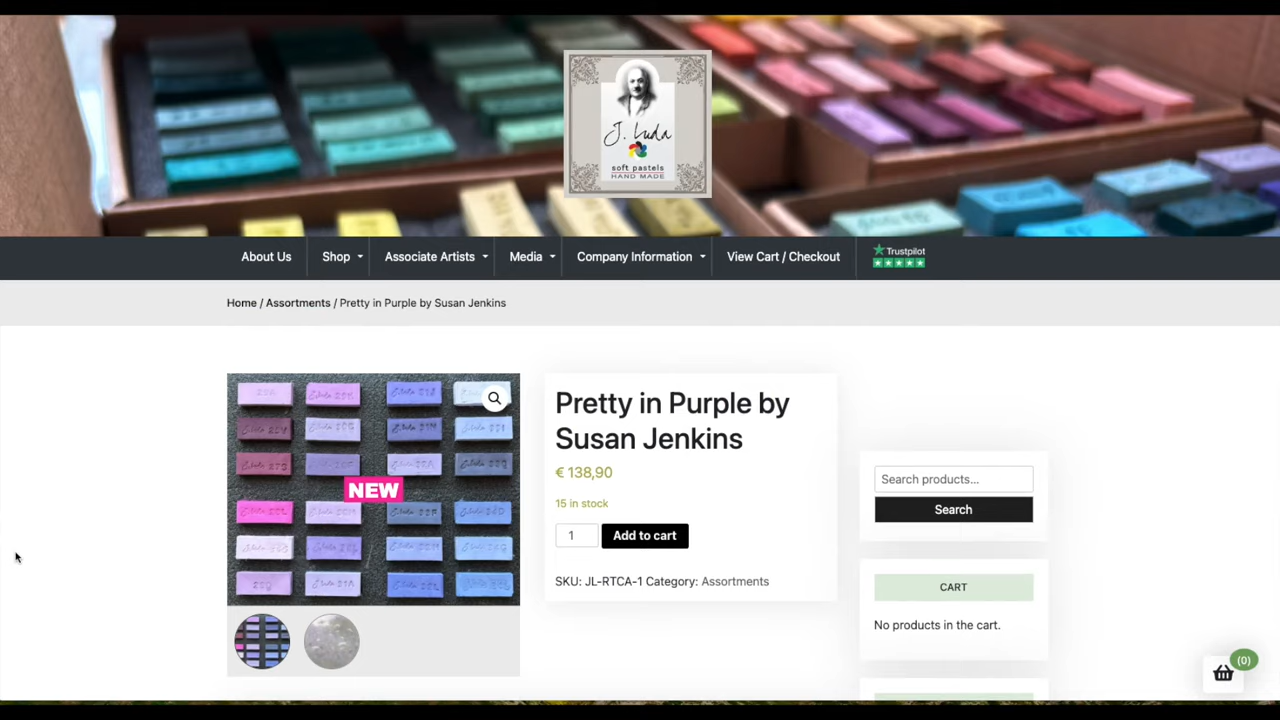 J. Luda
soft pastels
HAND MADE
About Us
Shop
Associate Artists
Media
Company Information
View Cart / Checkout
Trustpilot
Home / Assortments / Pretty in Purple by Susan Jenkins
NEW
Pretty in Purple by
Susan Jenkins
€ 138,90
15 in stock
1
Add to cart
SKU: JL-RTCA-1 Category: Assortments
Search products…
Search
CART
No products in the cart.
(0)